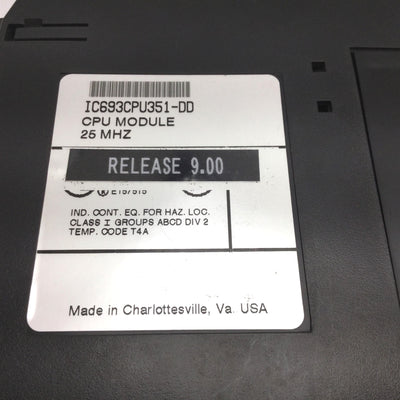 IC693CPU351-DD
CPU MODULE
25 MHZ
RELEASE 9.00
IND. CONT. EQ. FOR HAZ. LOC.
CLASS I GROUPS ABCD DIV 2
TEMP. CODE T4A
Made in Charlottesville, Va. USA